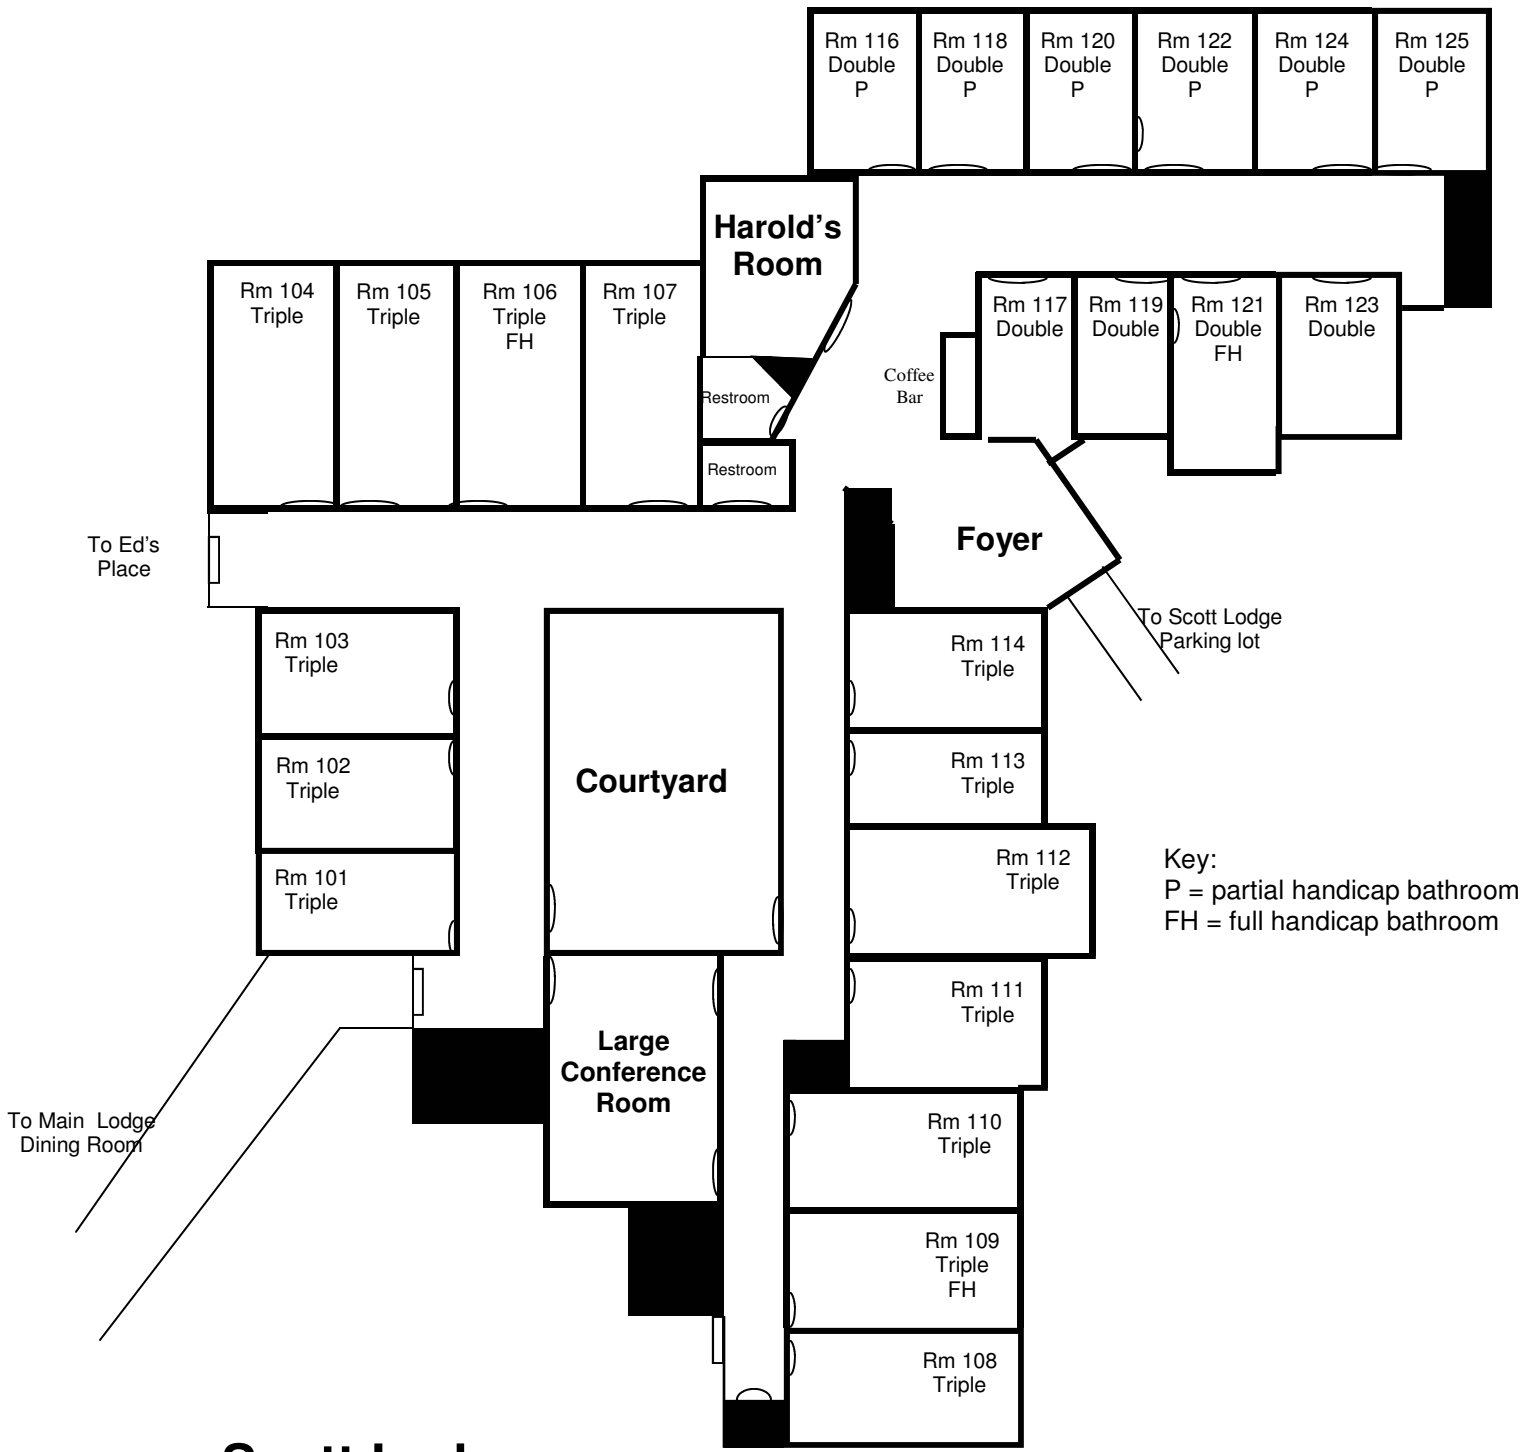 Rm 116
Double
P
Rm 118
Double
P
Rm 120
Double
P
Rm 122
Double
P
Rm 124
Double
P
Rm 125
Double
P
Harold's
Room
Rm 104
Triple
Rm 105
Triple
Rm 106
Triple
FH
Rm 107
Triple
Rm 117
Double
Rm 119
Double
Rm 121
Double
FH
Rm 123
Double
Coffee
Bar
Restroom
Restroom
Foyer
To Ed's
Place
To Scott Lodge
Parking lot
Rm 103
Triple
Rm 114
Triple
Rm 102
Triple
Courtyard
Rm 113
Triple
Rm 101
Triple
Rm 112
Triple
Key:
P = partial handicap bathroom
FH = full handicap bathroom
Rm 111
Triple
Large
Conference
Room
To Main Lodge
Dining Room
Rm 110
Triple
Rm 109
Triple
FH
Rm 108
Triple